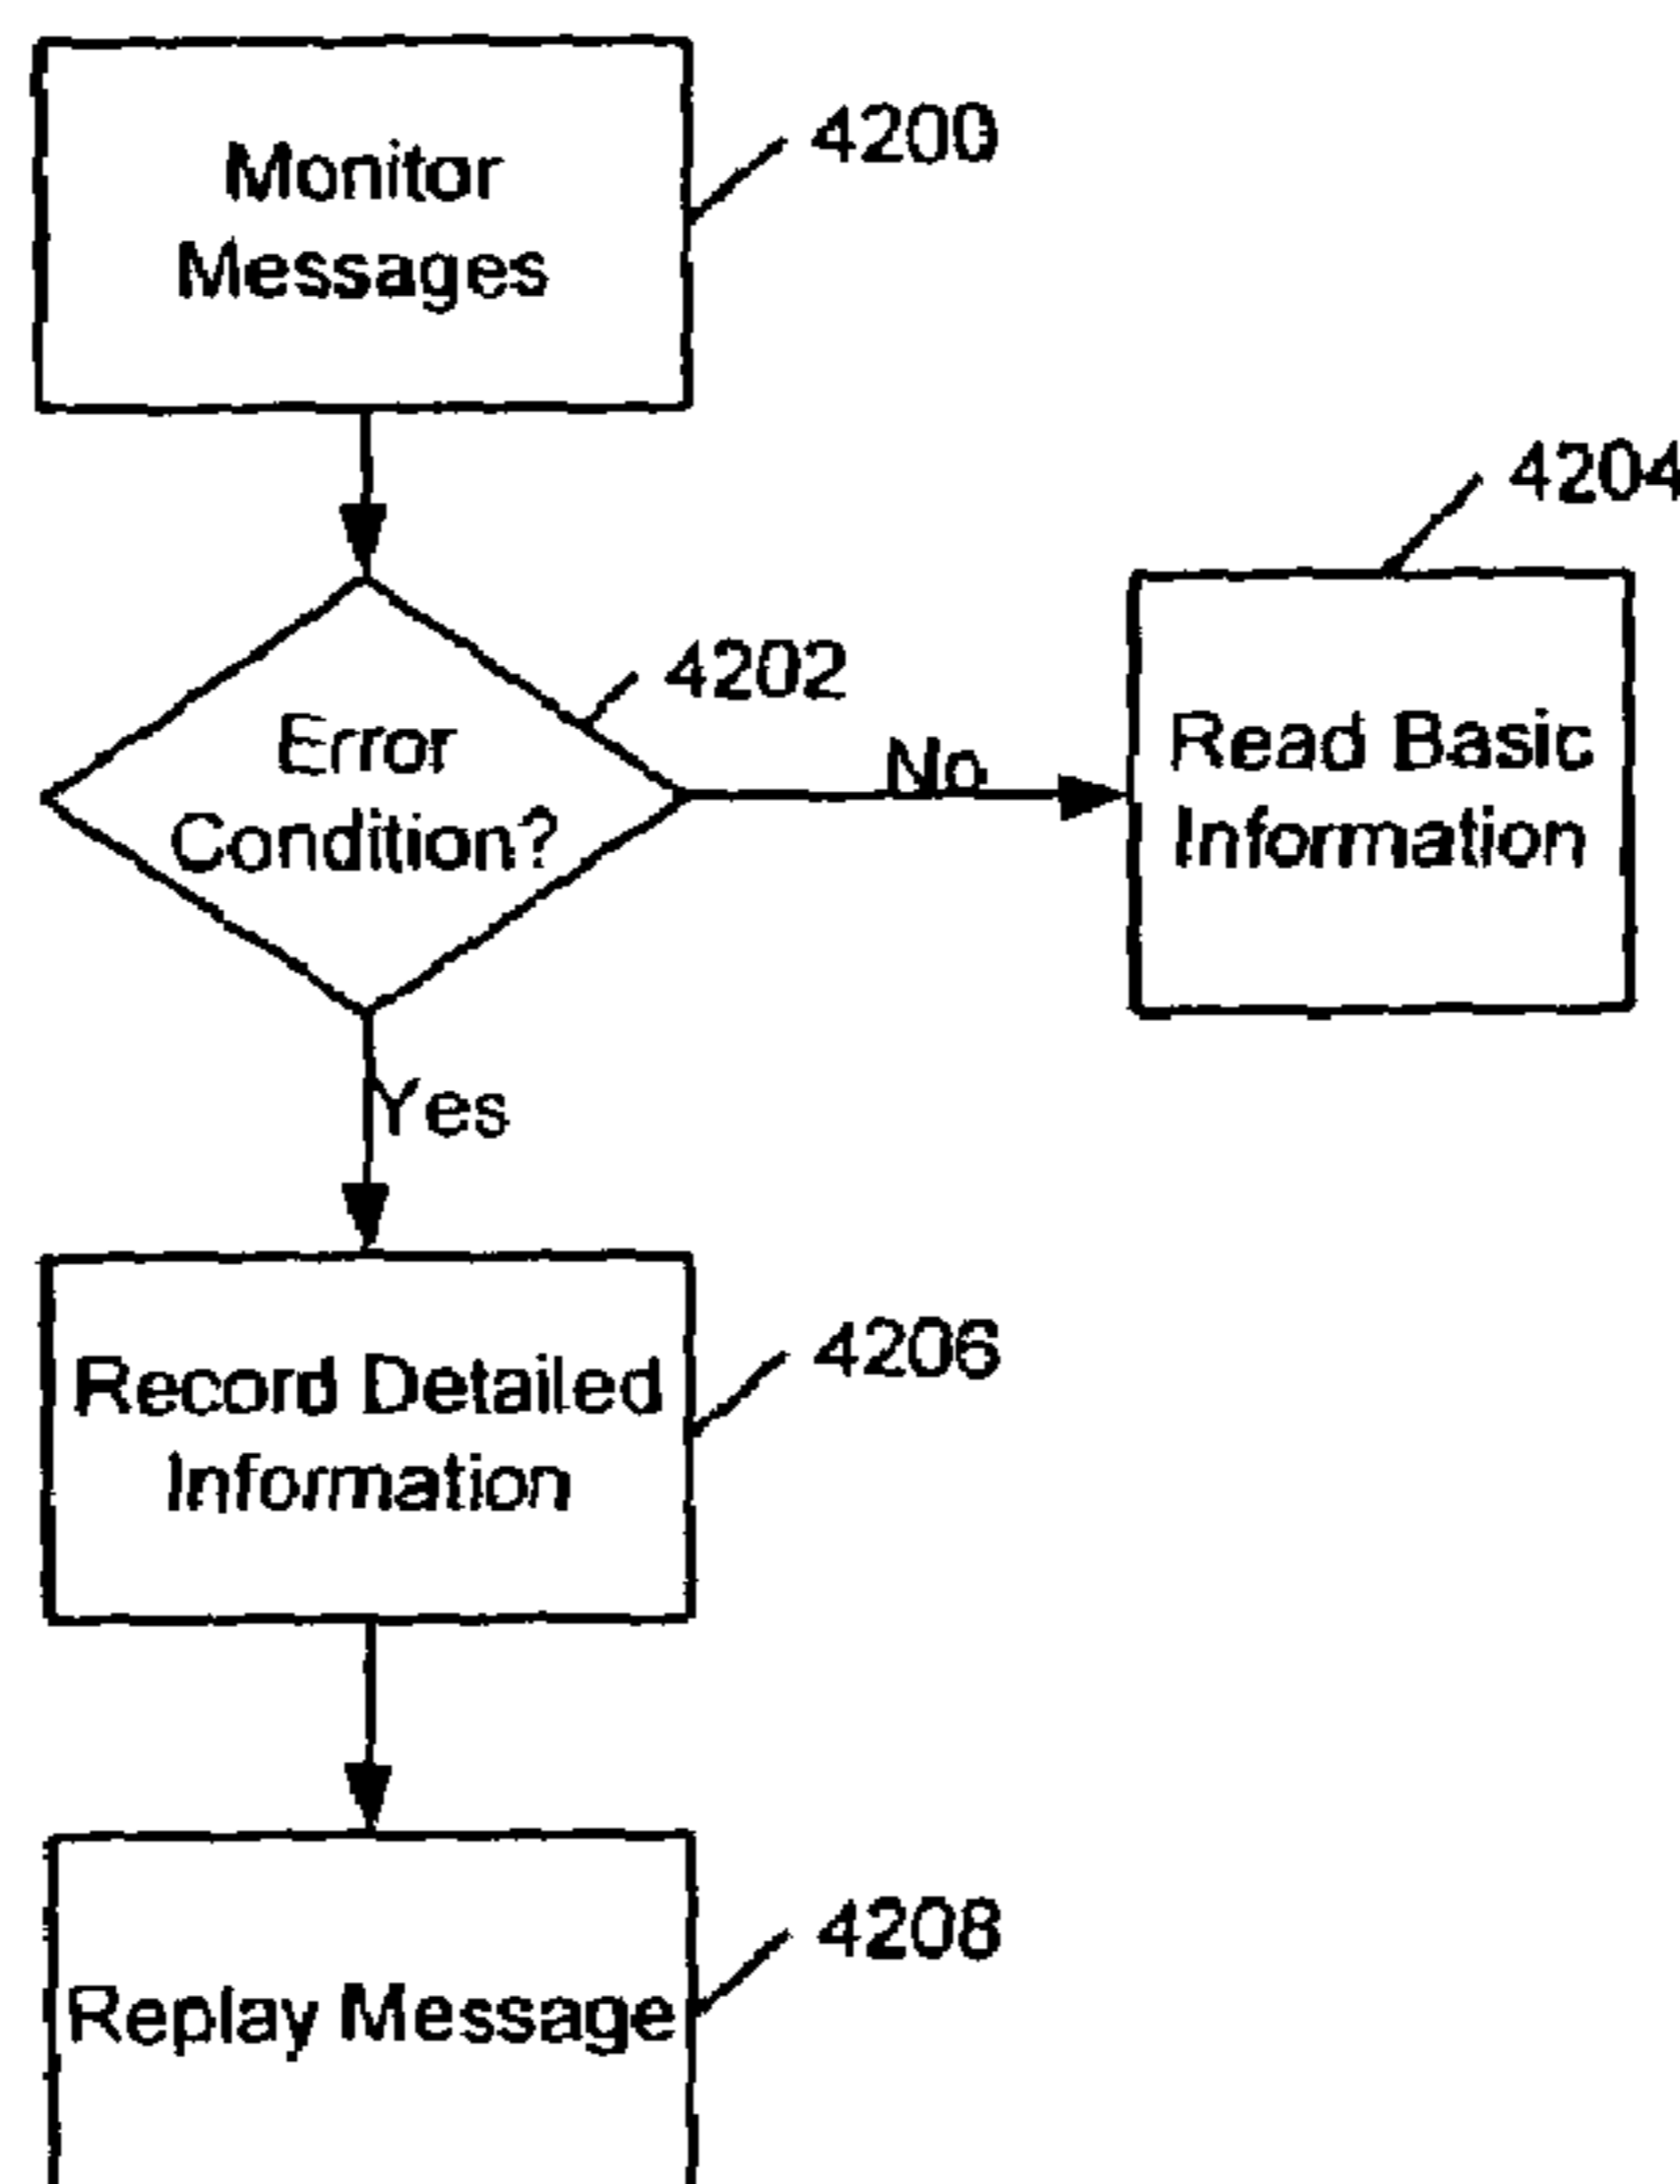 Monitor
Messages
4200
4204
Error
Condition?
4202
No
Read Basic
Information
Yes
Record Detailed
Information
4206
Replay Message
4208